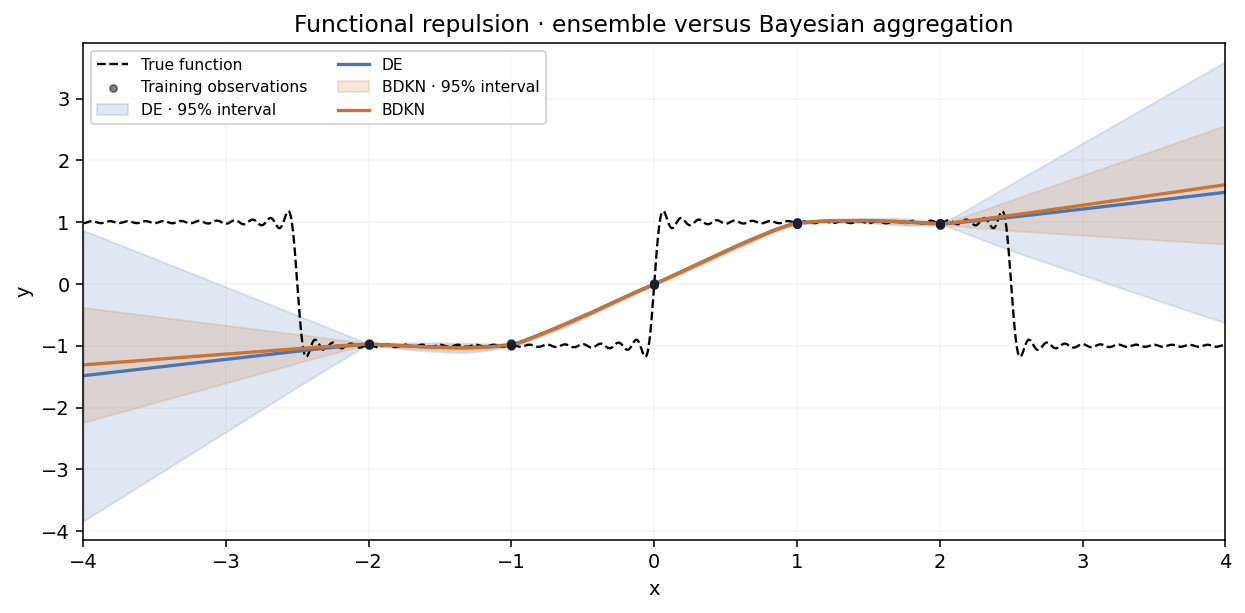 Functional repulsion · ensemble versus Bayesian aggregation
True function
Training observations
DE · 95% interval
DE
BDKN · 95% interval
BDKN
y
3
2
1
0
−1
−2
−3
−4
−4
−3
−2
−1
0
1
2
3
4
x